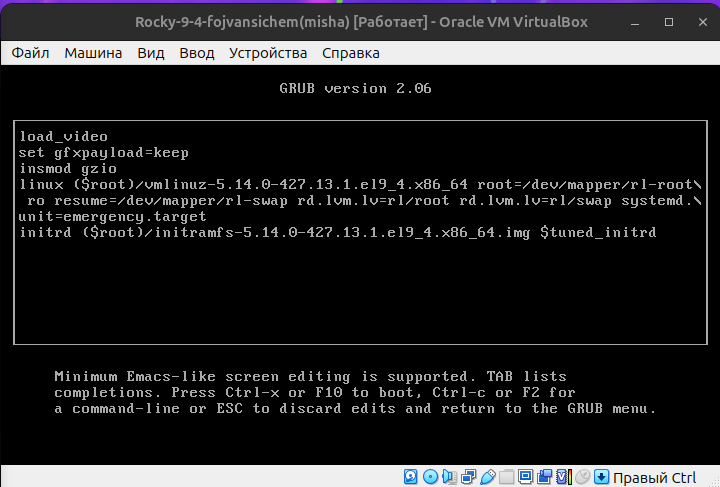 Rocky-9-4-fojvansichem(misha) [Работает] - Oracle VM VirtualBox
Файл Машина Вид Ввод Устройства Справка
GRUB version 2.06
load_video
set gfxpayload=keep
insmod gzio
linux ($root)/vmlinuz-5.14.0-427.13.1.el9_4.x86_64 root=/dev/mapper/rl-root\
ro resume=/dev/mapper/rl-swap rd.lvm.lv=rl/root rd.lvm.lv=rl/swap systemd.\
unit=emergency.target
initrd ($root)/initramfs-5.14.0-427.13.1.el9_4.x86_64.img $tuned_initrd
Minimum Emacs-like screen editing is supported. TAB lists
completions. Press Ctrl-x or F10 to boot, Ctrl-c or F2 for
a command-line or ESC to discard edits and return to the GRUB menu.
Правый Ctrl